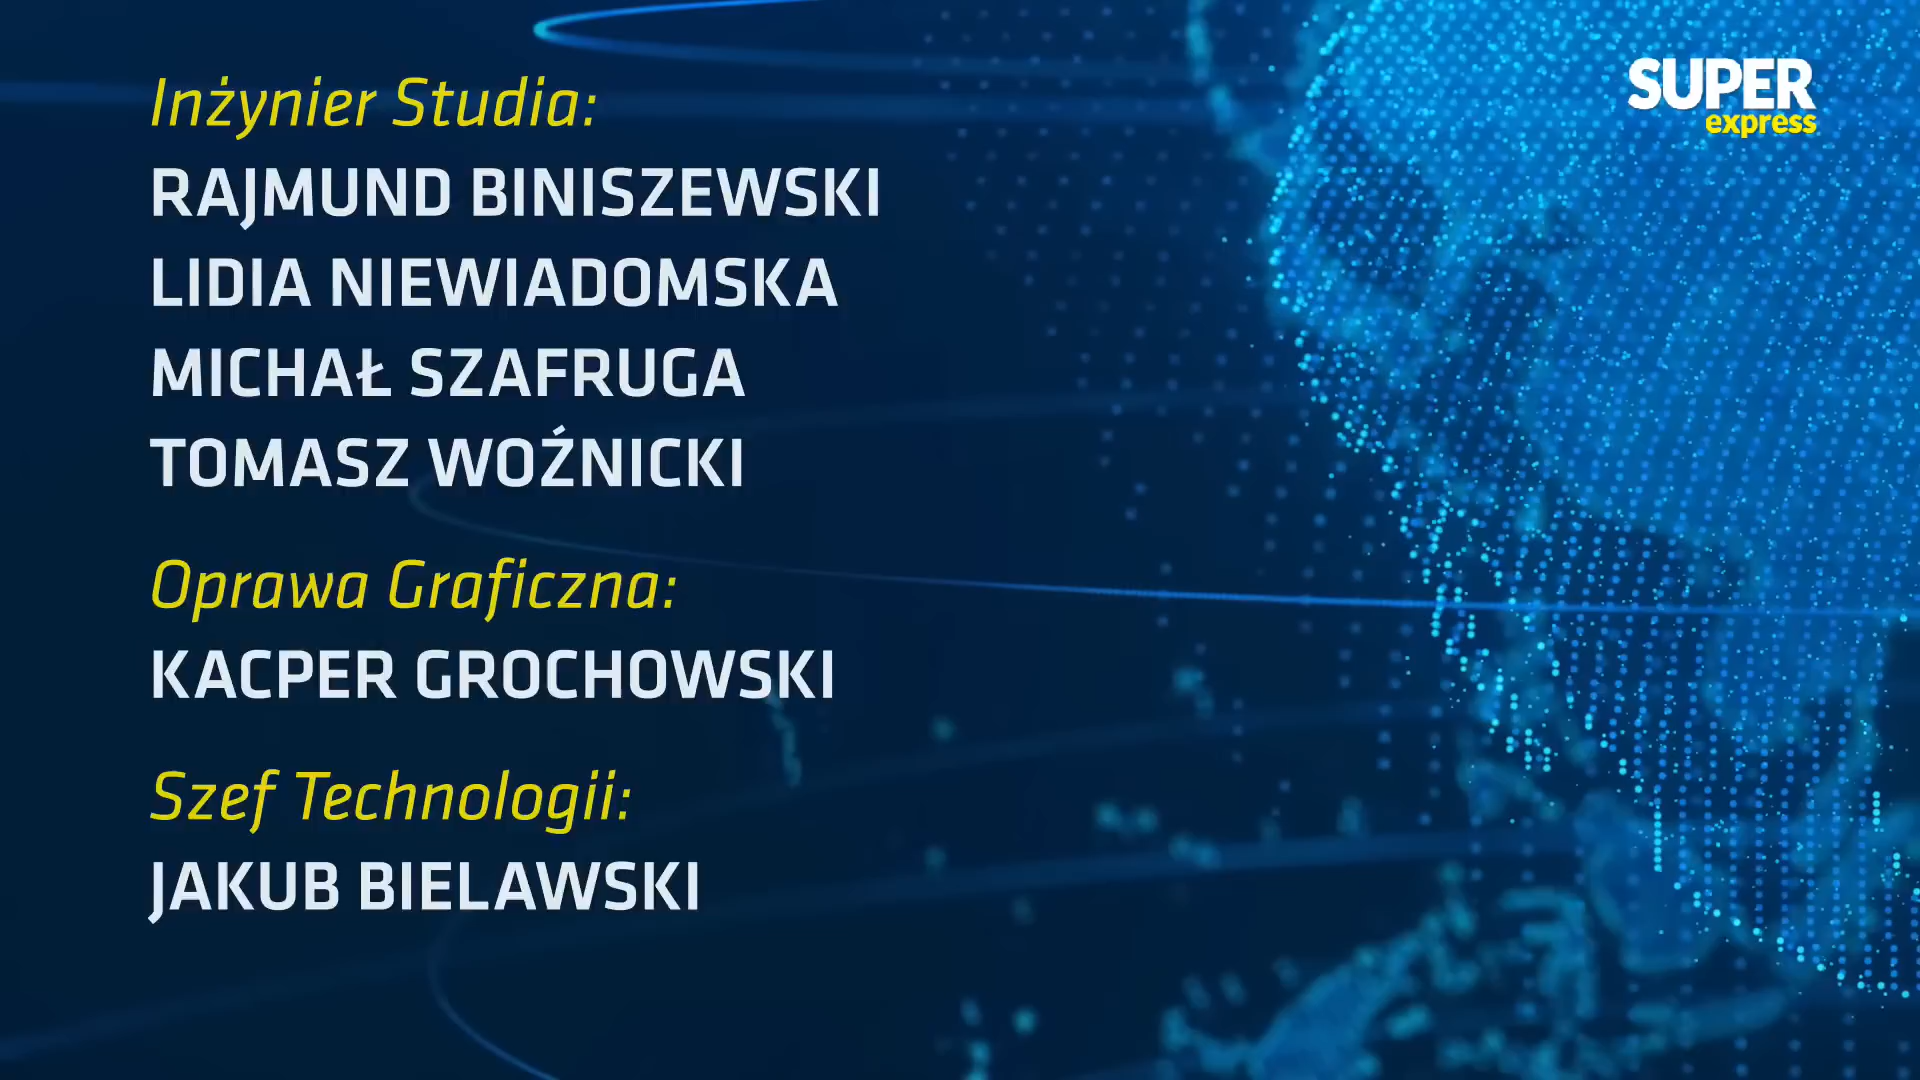 Inżynier Studia:
RAJMUND BINISZEWSKI
LIDIA NIEWIADOMSKA
MICHAŁ SZAFRUGA
TOMASZ WOŹNICKI
Oprawa Graficzna:
KACPER GROCHOWSKI
Szef Technologii:
JAKUB BIELAWSKI
SUPER
express